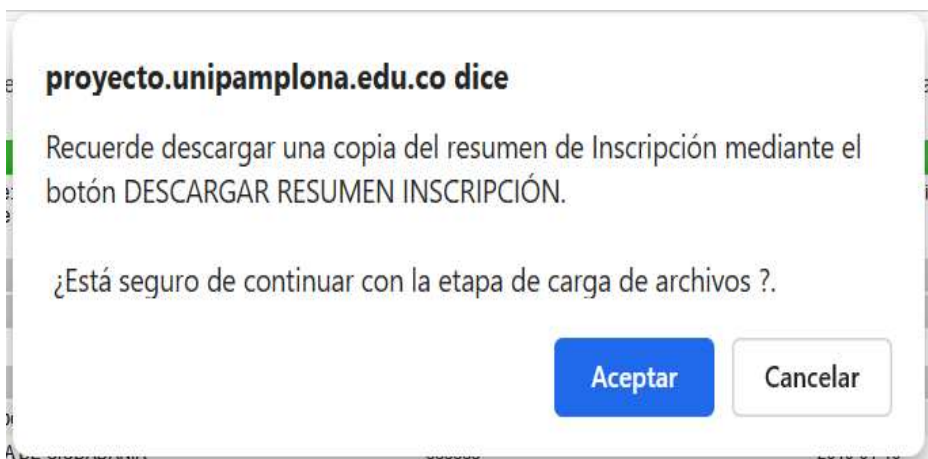 proyecto.unipamplona.edu.co dice
Recuerde descargar una copia del resumen de Inscripción mediante el
botón DESCARGAR RESUMEN INSCRIPCIÓN.
¿Está seguro de continuar con la etapa de carga de archivos ?.
Aceptar Cancelar